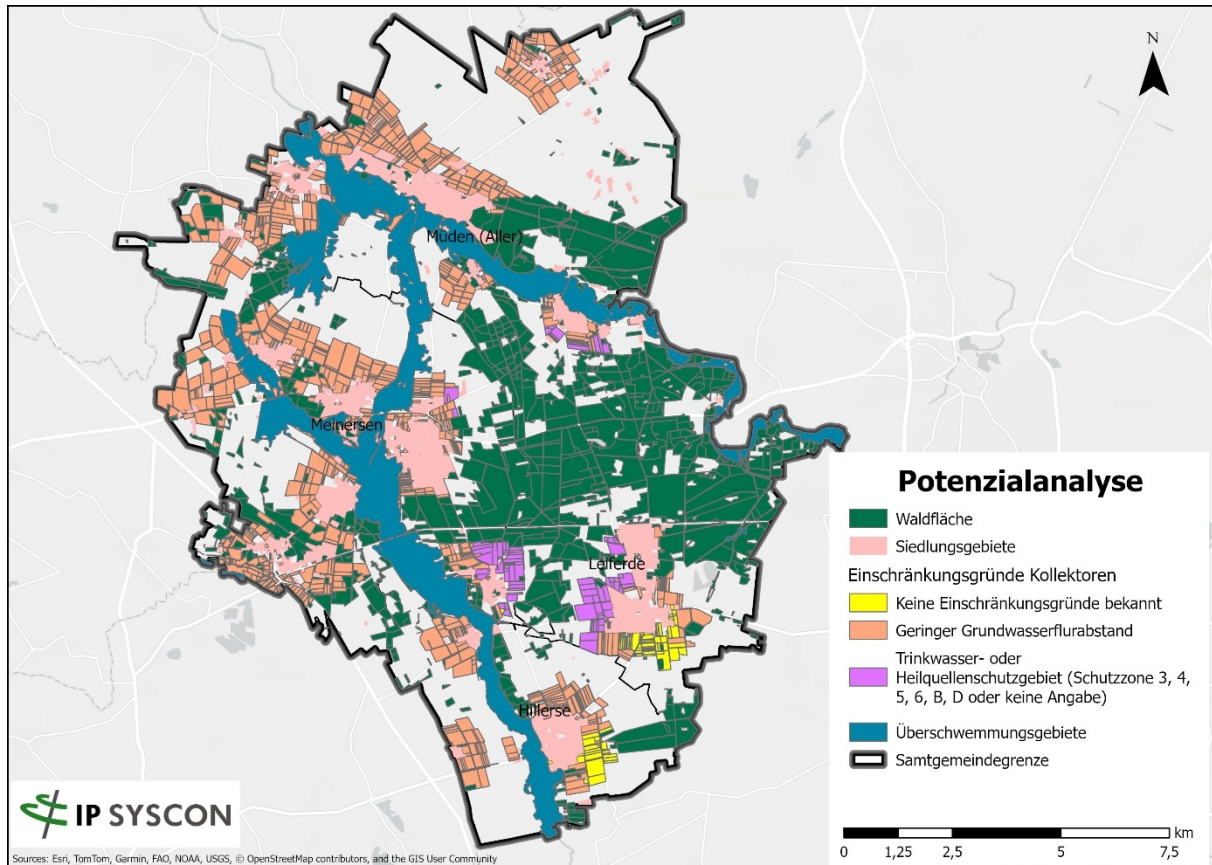 N
Müden (Aller)
Meinersen
Leiferde
Hillerse
Potenzialanalyse
Waldfläche
Siedlungsgebiete
Einschränkungsgründe Kollektoren
Keine Einschränkungsgründe bekannt
Geringer Grundwasserflurabstand
Trinkwasser- oder
Heilquellenschutzgebiet (Schutzzone 3, 4,
5, 6, B, D oder keine Angabe)
Überschwemmungsgebiete
Samtgemeindegrenze
km
0 1,25 2,5 5 7,5
IP SYSCON
Sources: Esri, TomTom, Garmin, FAO, NOAA, USGS, © OpenStreetMap contributors, and the GIS User Community